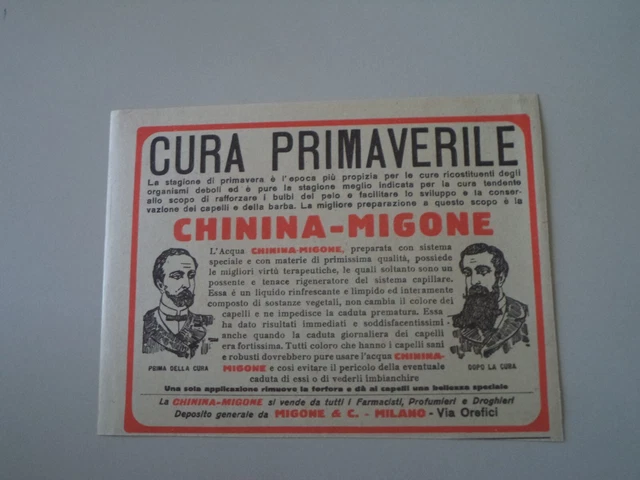 CURA PRIMAVERILE
La stagione di primavera è l'epoca più propizia per le cure ricostituenti degli
organismi deboli ed è pure la stagione meglio indicata per la cura tendente
allo scopo di rafforzare i bulbi del pelo e facilitare lo sviluppo e la conser-
vazione dei capelli e della barba. La migliore preparazione a questo scopo è la
CHININA-MIGONE
L'Acqua CHININA-MIGONE, preparata con sistema
speciale e con materie di primissima qualità, possiede
le migliori virtù terapeutiche, le quali soltanto sono un
possente e tenace rigeneratore del sistema capillare.
Essa è un liquido rinfrescante e limpido ed interamente
composto di sostanze vegetali, non cambia il colore dei
capelli e ne impedisce la caduta prematura. Essa
ha dato risultati immediati e soddisfacentissimi
anche quando la caduta giornaliera dei capelli
era fortissima. Tutti coloro che hanno i capelli sani
e robusti dovrebbero pure usare l'acqua CHININA-
MIGONE e così evitare il pericolo della eventuale
caduta di essi o di vederli imbianchire
PRIMA DELLA CURA
DOPO LA CURA
Una sola applicazione rimuove la forfora e dà ai capelli una bellezza speciale
La CHININA-MIGONE si vende da tutti i Farmacisti, Profumieri e Droghieri
Deposito generale da MIGONE & C. - MILANO - Via Orefici